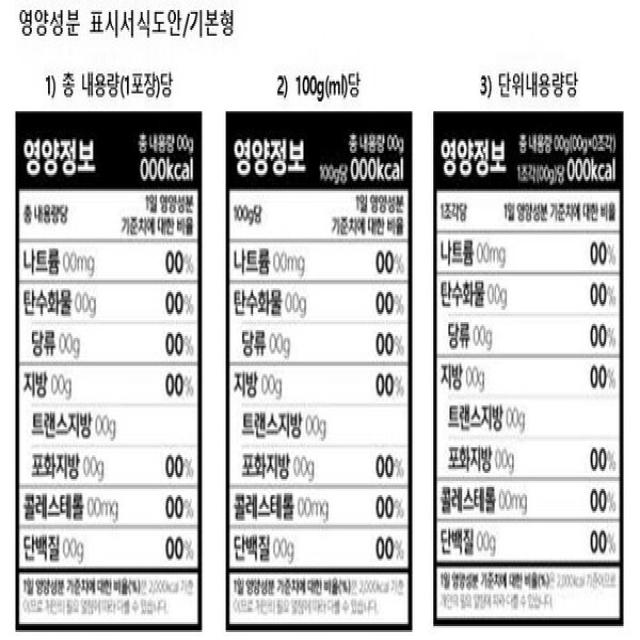 영양성분 표시서식도안/기본형
1) 총 내용량(1포장)당
영양정보
총 내용량 00g
000kcal
총 내용량당
1일 영양성분
기준치에 대한 비율
나트륨 00mg 00%
탄수화물 00g 00%
당류 00g 00%
지방 00g 00%
트랜스지방 00g
포화지방 00g 00%
콜레스테롤 00mg 00%
단백질 00g 00%
1일 영양성분 기준치에 대한 비율(%)은 2,000kcal 기준
이므로 개인의 필요 열량에 따라 다를 수 있습니다.
2) 100g(ml)당
영양정보
총 내용량 00g
100g당 000kcal
100g당
1일 영양성분
기준치에 대한 비율
나트륨 00mg 00%
탄수화물 00g 00%
당류 00g 00%
지방 00g 00%
트랜스지방 00g
포화지방 00g 00%
콜레스테롤 00mg 00%
단백질 00g 00%
1일 영양성분 기준치에 대한 비율(%)은 2,000kcal 기준
이므로 개인의 필요 열량에 따라 다를 수 있습니다.
3) 단위내용량당
영양정보
총 내용량 00g(00g×0조각)
1조각(00g)당 000kcal
1조각당 1일 영양성분 기준치에 대한 비율
나트륨 00mg 00%
탄수화물 00g 00%
당류 00g 00%
지방 00g 00%
트랜스지방 00g
포화지방 00g 00%
콜레스테롤 00mg 00%
단백질 00g 00%
1일 영양성분 기준치에 대한 비율(%)은 2,000kcal 기준이므로
개인의 필요 열량에 따라 다를 수 있습니다.